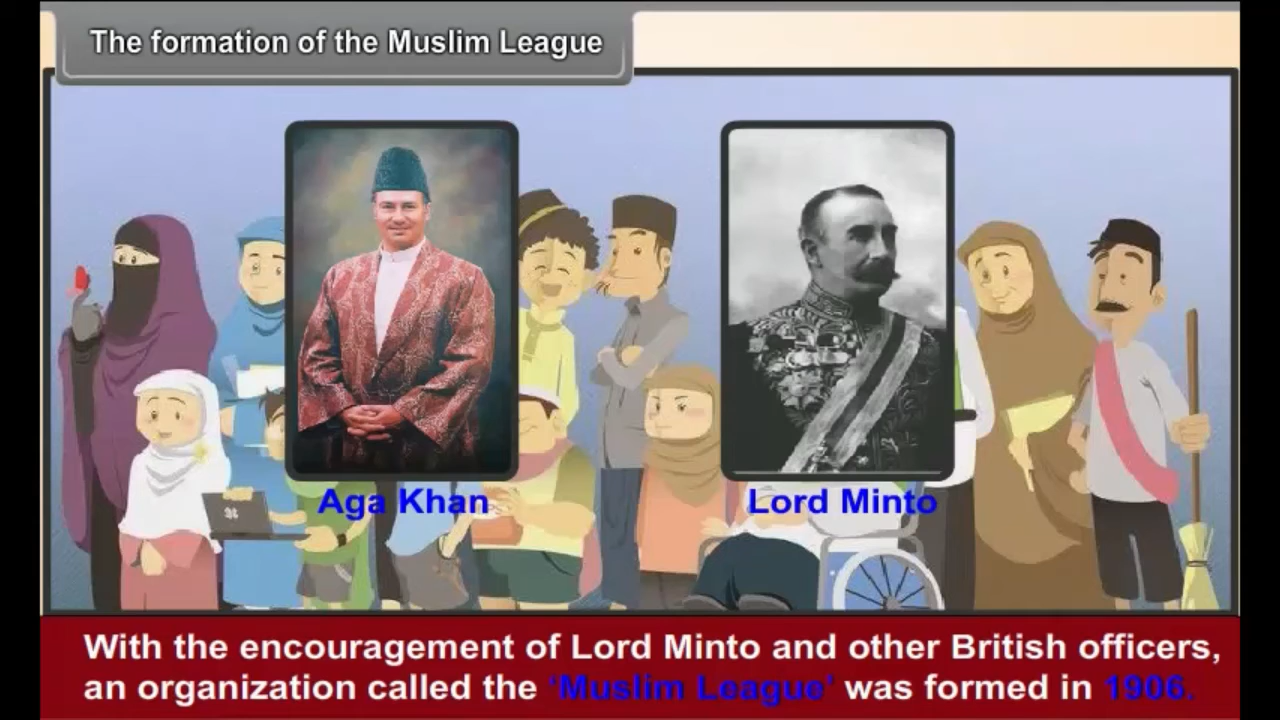 The formation of the Muslim League
Aga Khan
Lord Minto
With the encouragement of Lord Minto and other British officers,
an organization called the ‘Muslim League’ was formed in 1906.